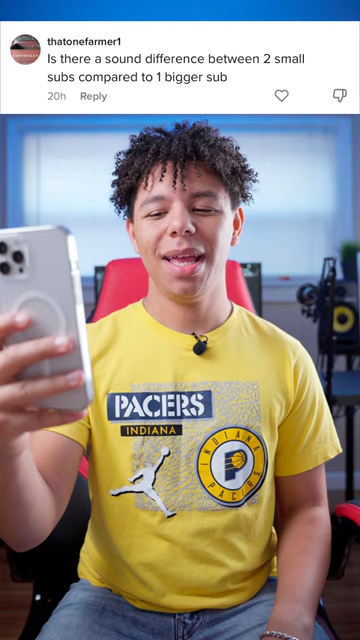 thatonefarmer1
Is there a sound difference between 2 small
subs compared to 1 bigger sub
20h Reply
PACERS
INDIANA
INDIANA
P
PACERS